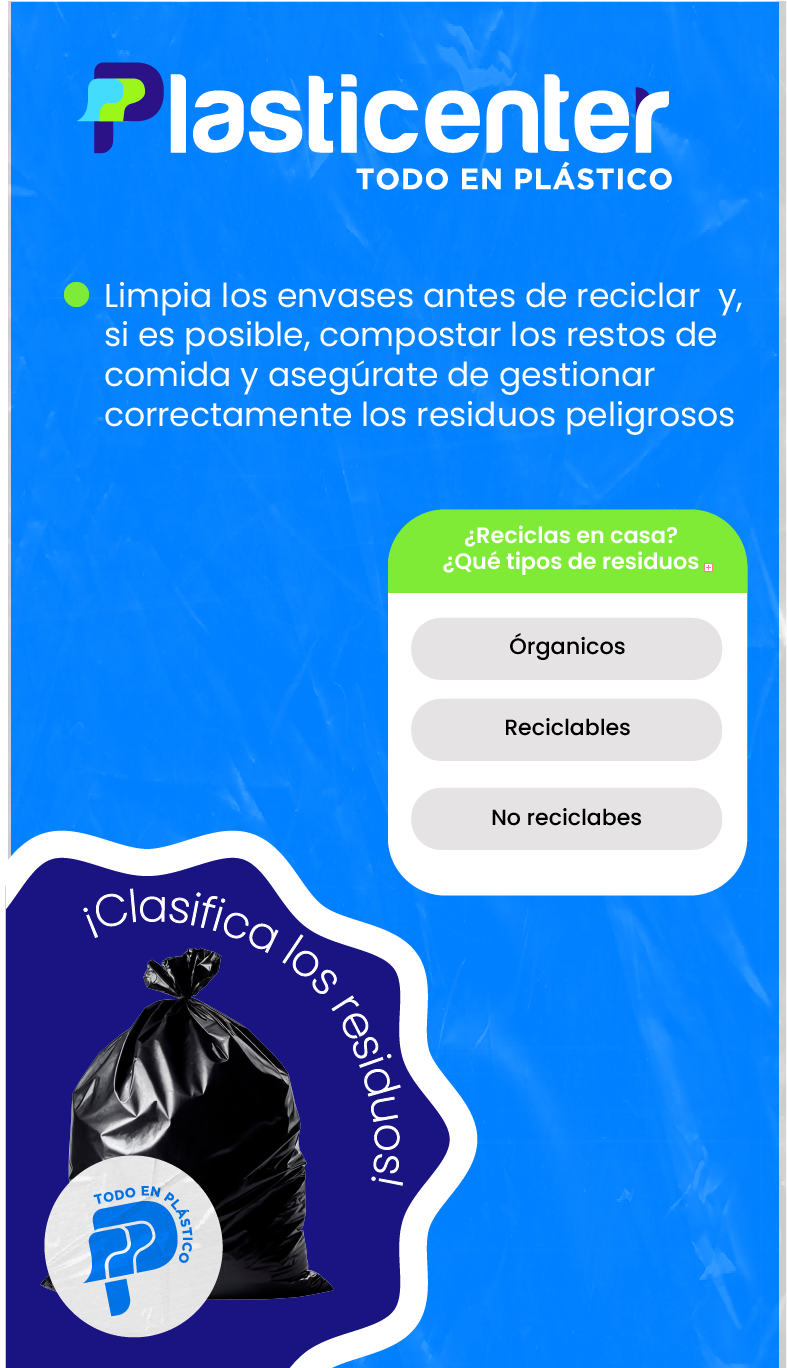 Plasticenter
TODO EN PLÁSTICO
Limpia los envases antes de reciclar y,
si es posible, compostar los restos de
comida y asegúrate de gestionar
correctamente los residuos peligrosos
¿Reciclas en casa?
¿Qué tipos de residuos
Órganicos
Reciclables
No reciclabes
¡Clasifica los residuos!
TODO EN PLÁSTICO